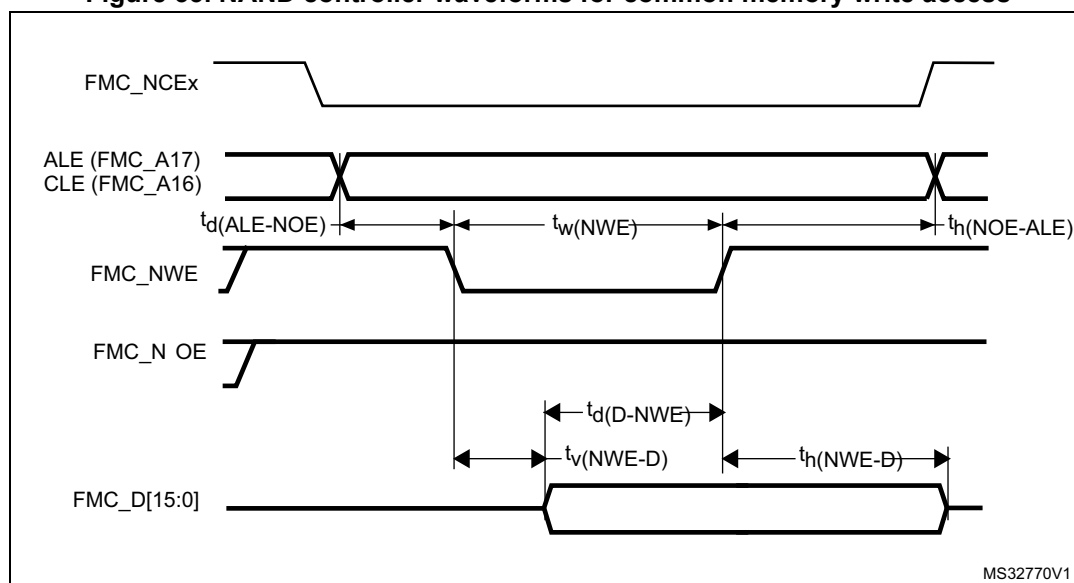 FMC_NCEx
ALE (FMC_A17)
CLE (FMC_A16)
td(ALE-NOE)
tw(NWE)
th(NOE-ALE)
FMC_NWE
FMC_N OE
td(D-NWE)
tv(NWE-D)
th(NWE-D)
FMC_D[15:0]
MS32770V1